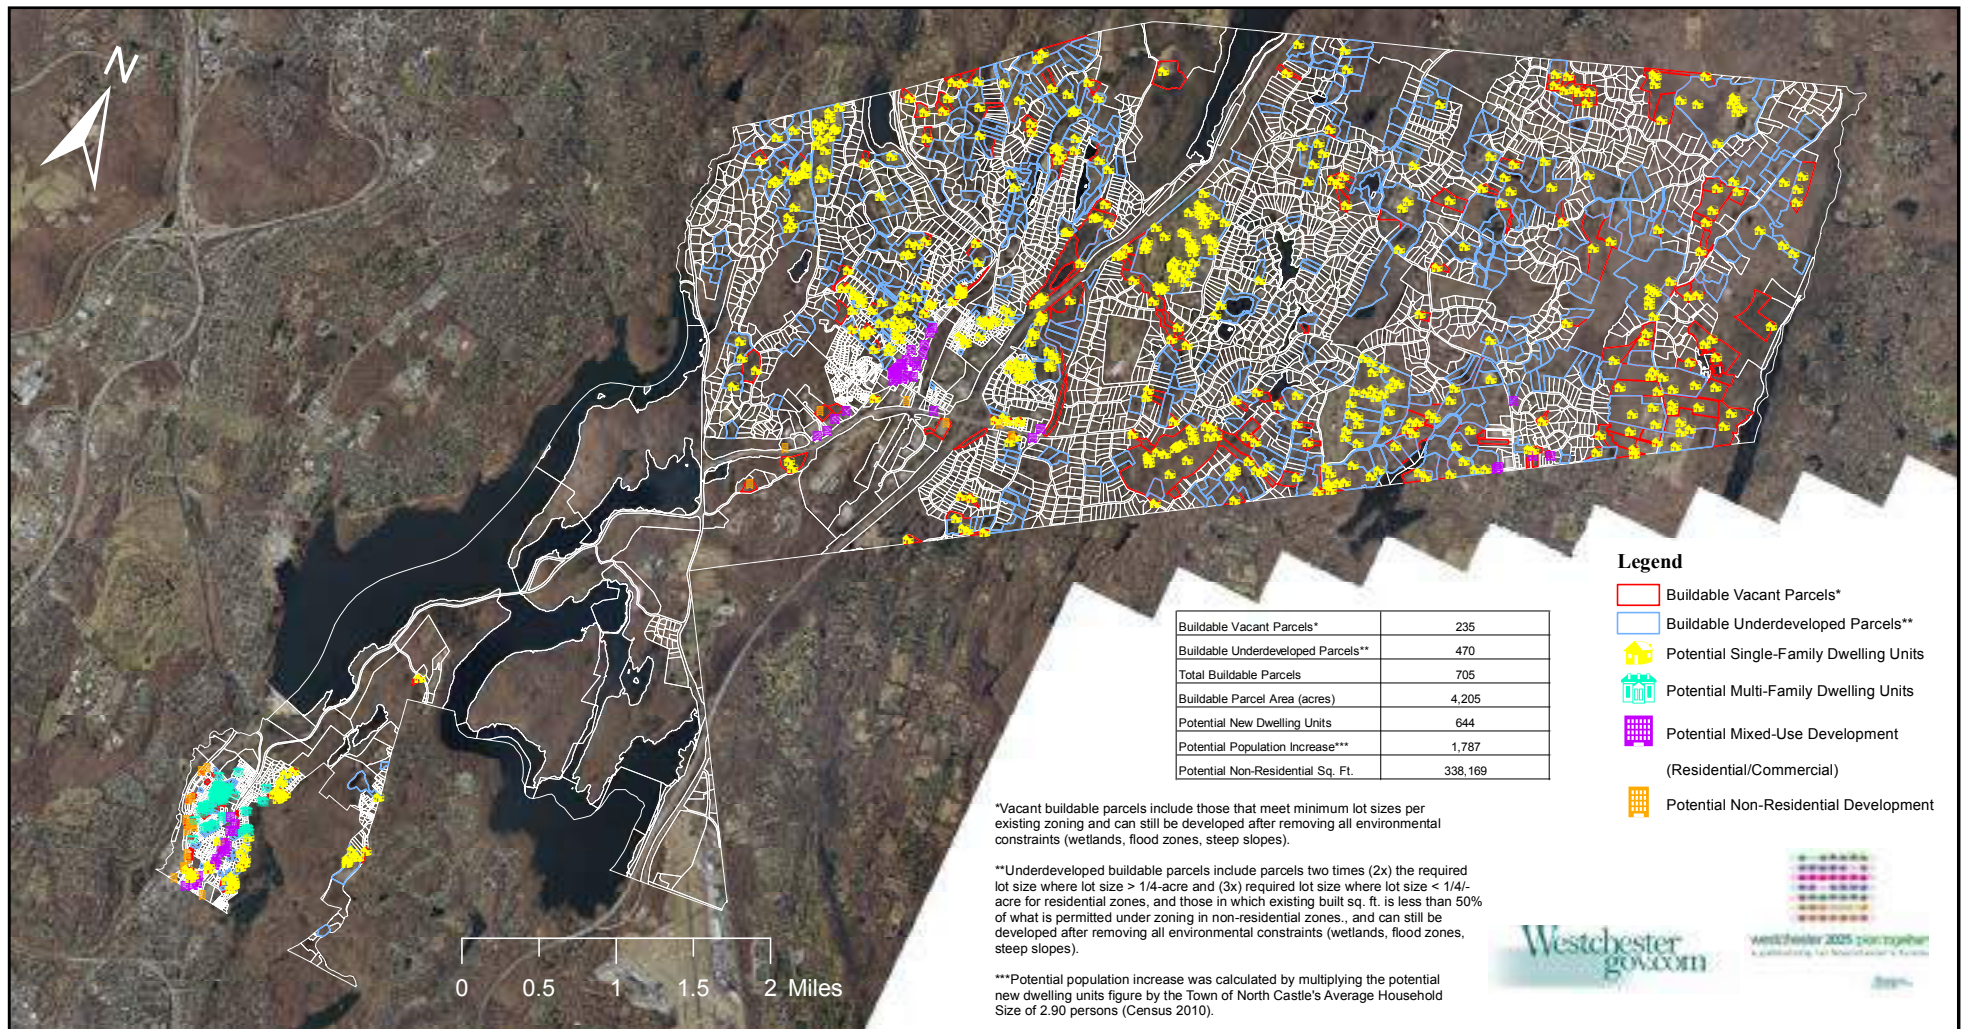 N
Legend
Buildable Vacant Parcels*
Buildable Underdeveloped Parcels**
Potential Single-Family Dwelling Units
Potential Multi-Family Dwelling Units
Potential Mixed-Use Development
(Residential/Commercial)
Potential Non-Residential Development
Buildable Vacant Parcels* 235
Buildable Underdeveloped Parcels** 470
Total Buildable Parcels 705
Buildable Parcel Area (acres) 4,205
Potential New Dwelling Units 644
Potential Population Increase*** 1,787
Potential Non-Residential Sq. Ft. 338,169
*Vacant buildable parcels include those that meet minimum lot sizes per
existing zoning and can still be developed after removing all environmental
constraints (wetlands, flood zones, steep slopes).
**Underdeveloped buildable parcels include parcels two times (2x) the required
lot size where lot size > 1/4-acre and (3x) required lot size where lot size < 1/4/-
acre for residential zones, and those in which existing built sq. ft. is less than 50%
of what is permitted under zoning in non-residential zones., and can still be
developed after removing all environmental constraints (wetlands, flood zones,
steep slopes).
***Potential population increase was calculated by multiplying the potential
new dwelling units figure by the Town of North Castle's Average Household
Size of 2.90 persons (Census 2010).
0 0.5 1 1.5 2 Miles
Westchester
gov.com
westchester 2025 plan together